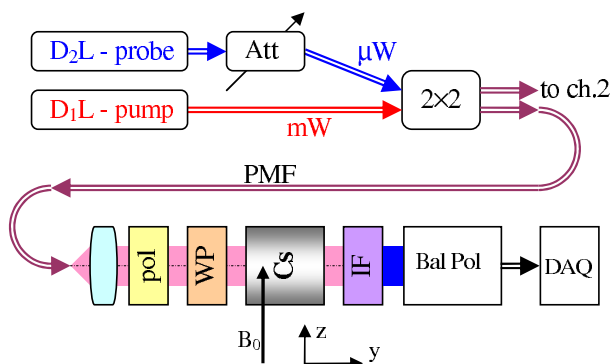 D₂L - probe
Att
μW
D₁L - pump
mW
2×2
to ch.2
PMF
pol
WP
Cs
IF
Bal Pol
DAQ
B₀
z
y